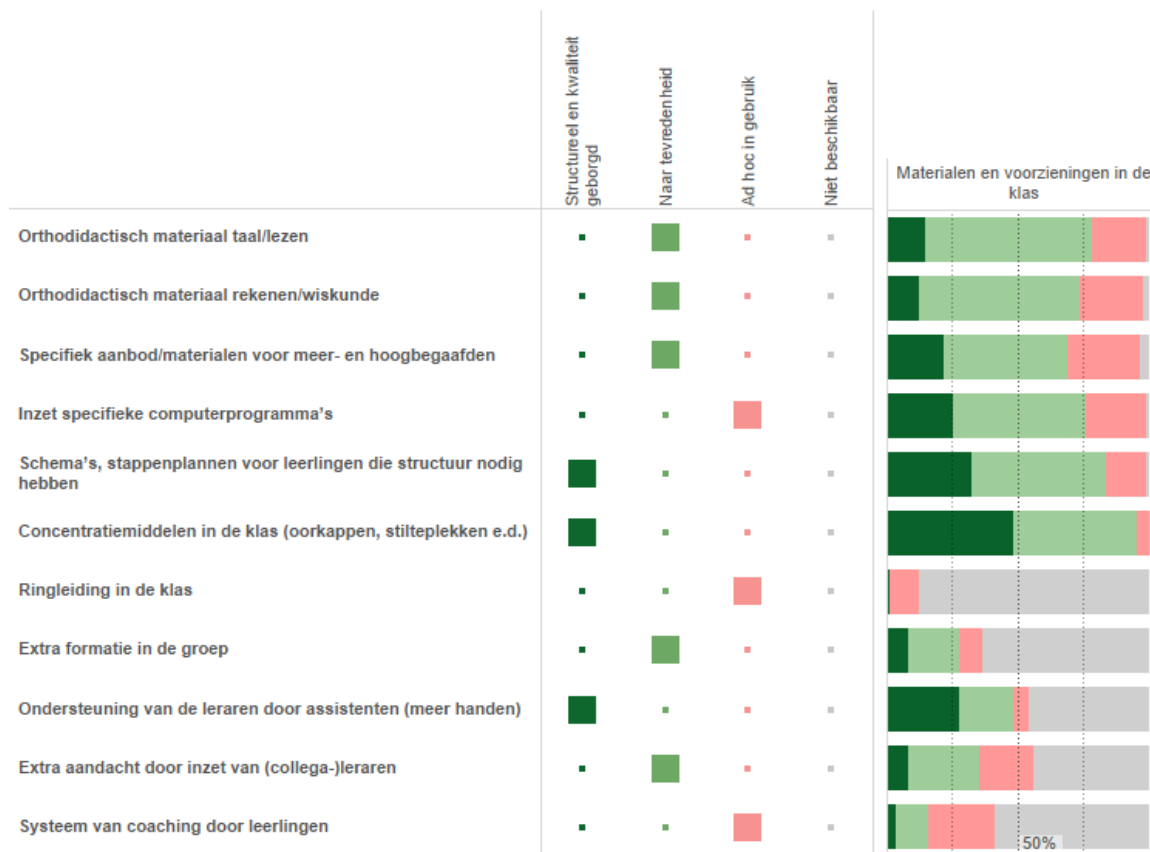 Structureel en kwaliteit
geborgd
Naar tevredenheid
Ad hoc in gebruik
Niet beschikbaar
Materialen en voorzieningen in de
klas
Orthodidactisch materiaal taal/lezen
Orthodidactisch materiaal rekenen/wiskunde
Specifiek aanbod/materialen voor meer- en hoogbegaafden
Inzet specifieke computerprogramma's
Schema's, stappenplannen voor leerlingen die structuur nodig
hebben
Concentratiemiddelen in de klas (oorkappen, stilteplekken e.d.)
Ringleiding in de klas
Extra formatie in de groep
Ondersteuning van de leraren door assistenten (meer handen)
Extra aandacht door inzet van (collega-)leraren
Systeem van coaching door leerlingen
50%